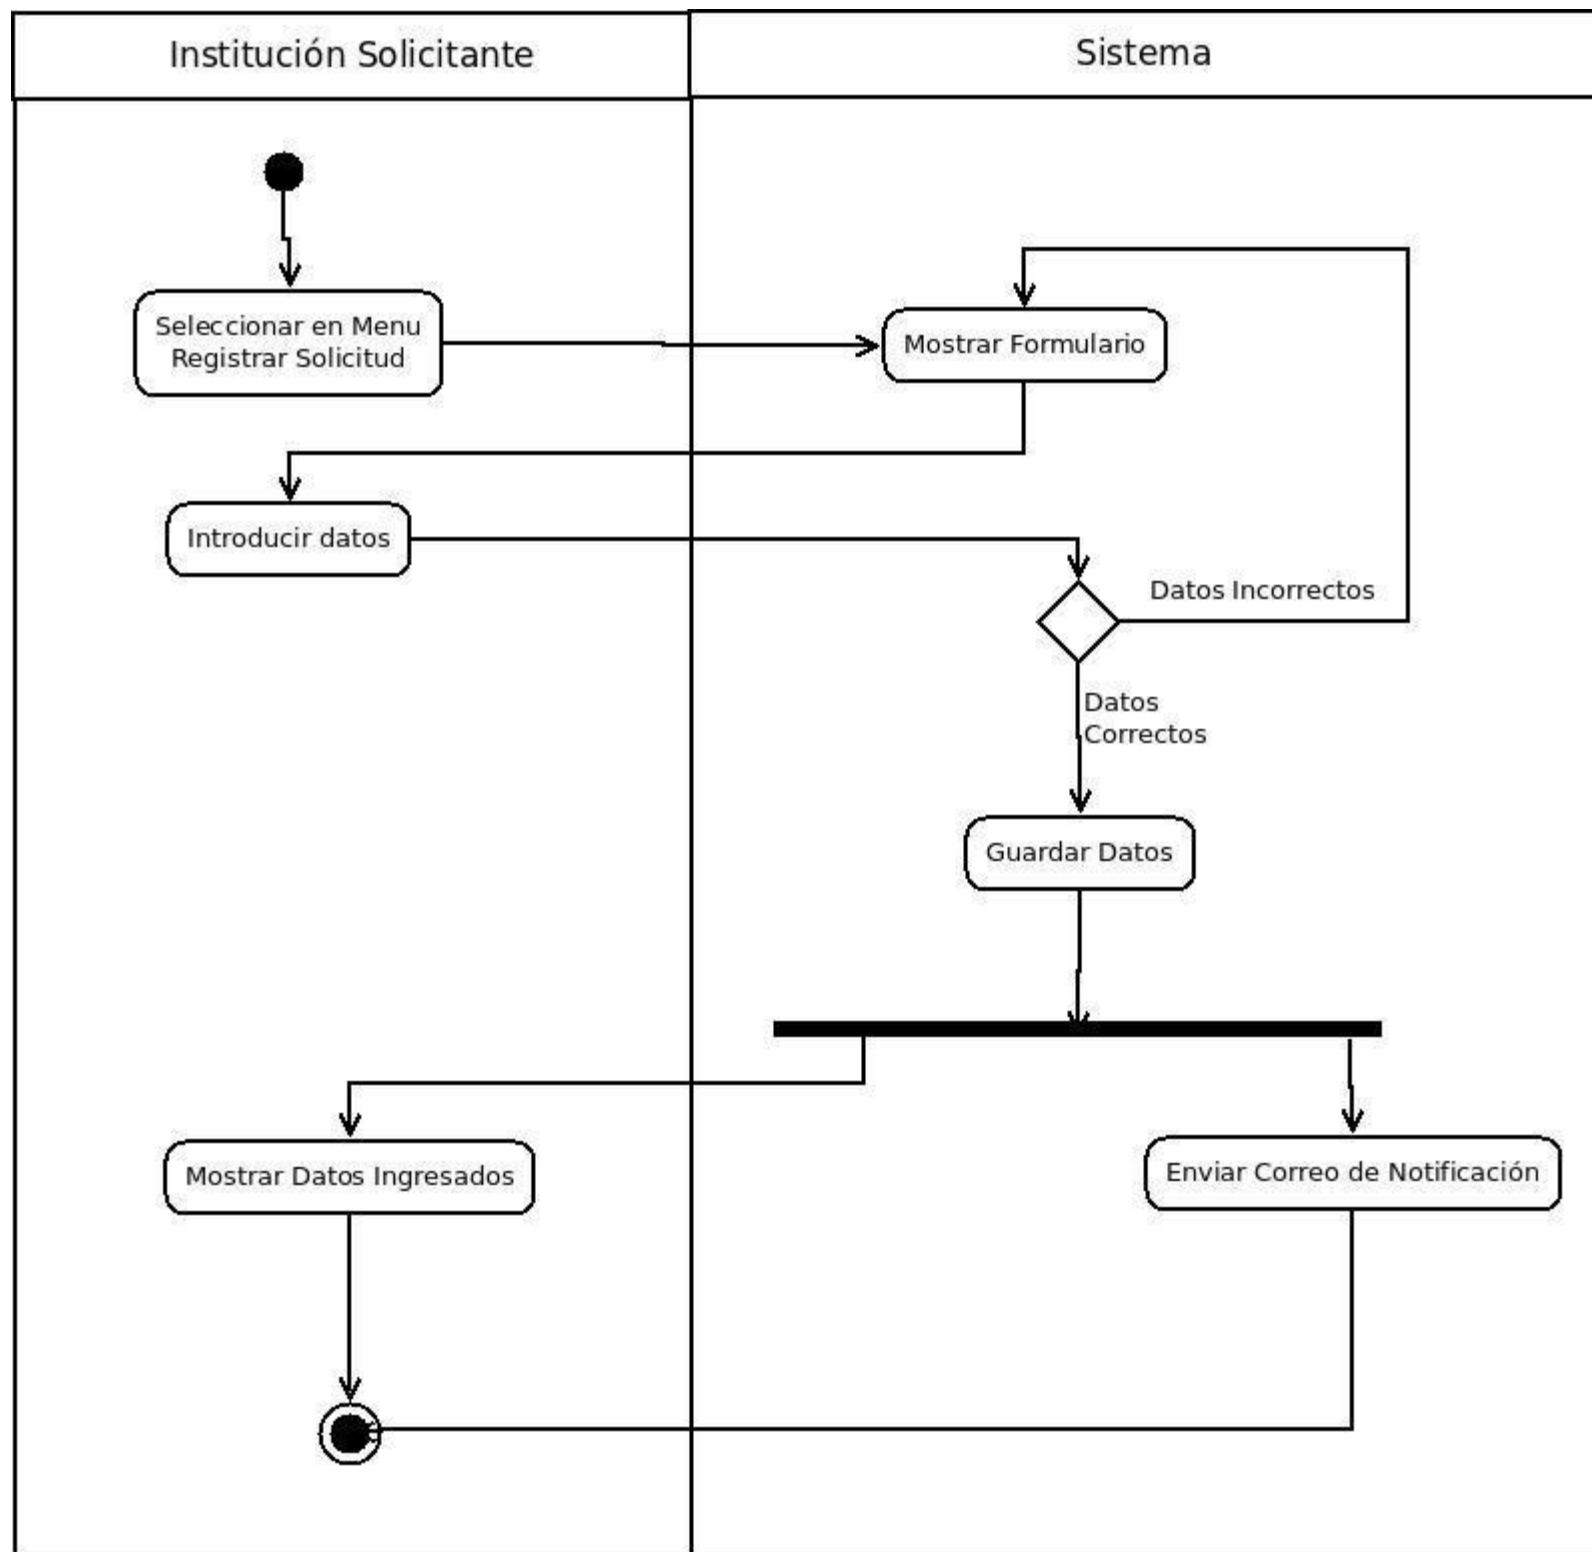 Institución Solicitante
Sistema
Seleccionar en Menu
Registrar Solicitud
Mostrar Formulario
Introducir datos
Datos Incorrectos
Datos
Correctos
Guardar Datos
Mostrar Datos Ingresados
Enviar Correo de Notificación